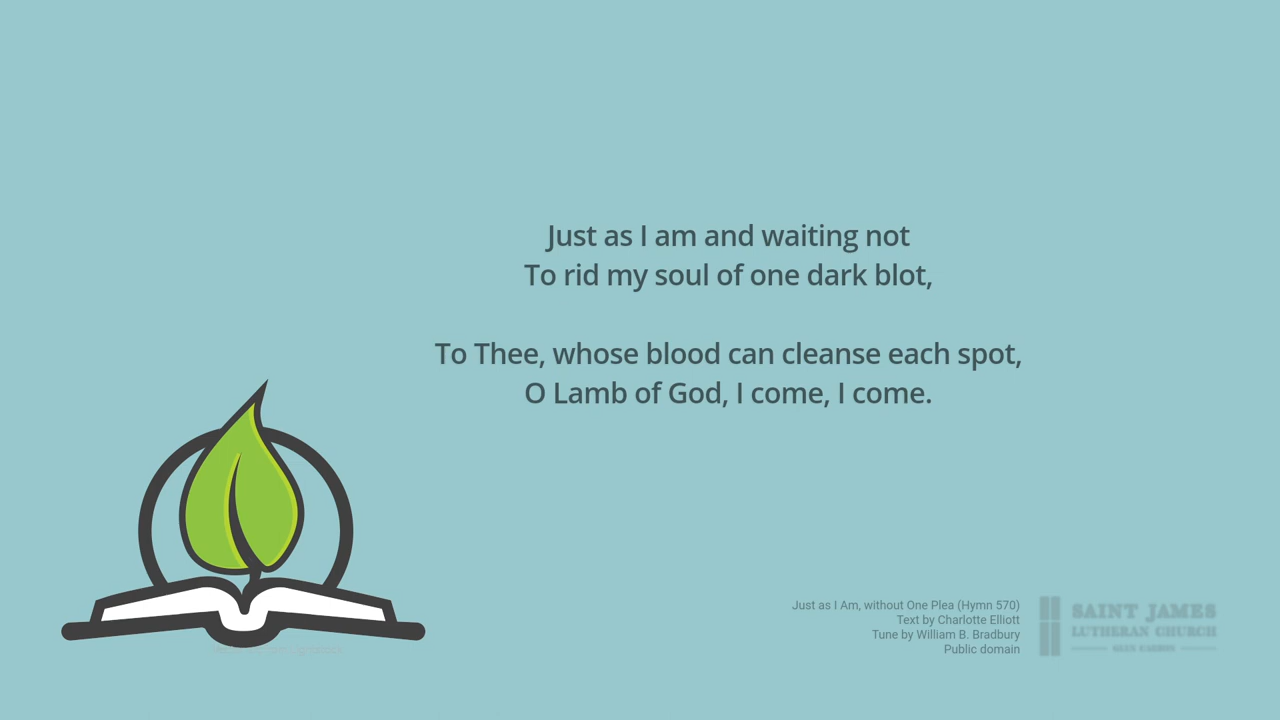 Just as I am and waiting not
To rid my soul of one dark blot,
To Thee, whose blood can cleanse each spot,
O Lamb of God, I come, I come.
Just as I Am, without One Plea (Hymn 570)
Text by Charlotte Elliott
Tune by William B. Bradbury
Public domain
SAINT JAMES
LUTHERAN CHURCH